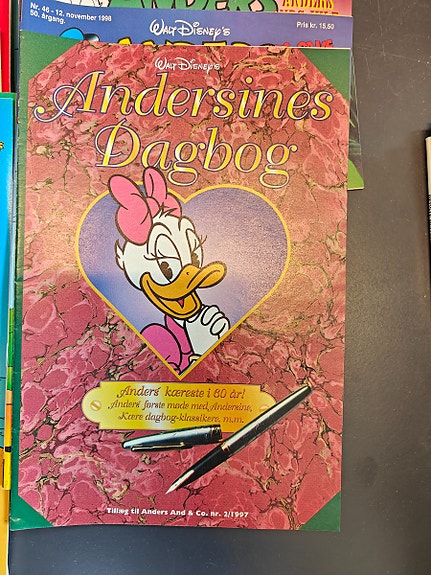 Nr. 46 - 12. november 1998
50. årgang.
WALT DISNEY'S
Pris kr. 15,50
WALT DISNEY'S
Andersines
Dagbog
Anders' kæreste i 60 år!
Anders' første møde med Andersine,
Kære dagbog-klassikere, m.m.
Tillæg til Anders And & Co. nr. 2/1997